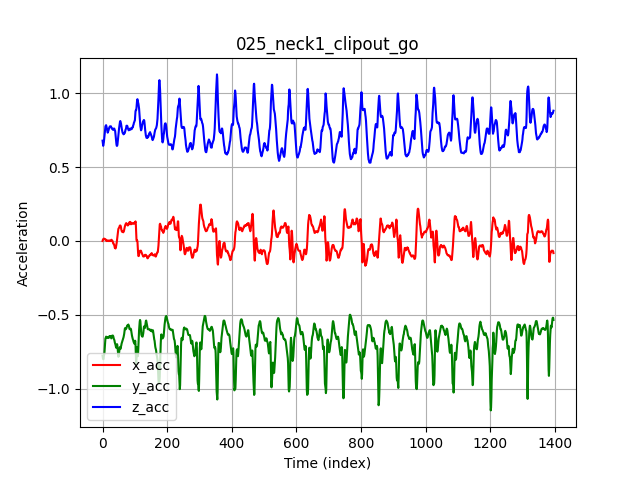 025_neck1_clipout_go
Acceleration
1.0
0.5
0.0
−0.5
−1.0
x_acc
y_acc
z_acc
0 200 400 600 800 1000 1200 1400
Time (index)